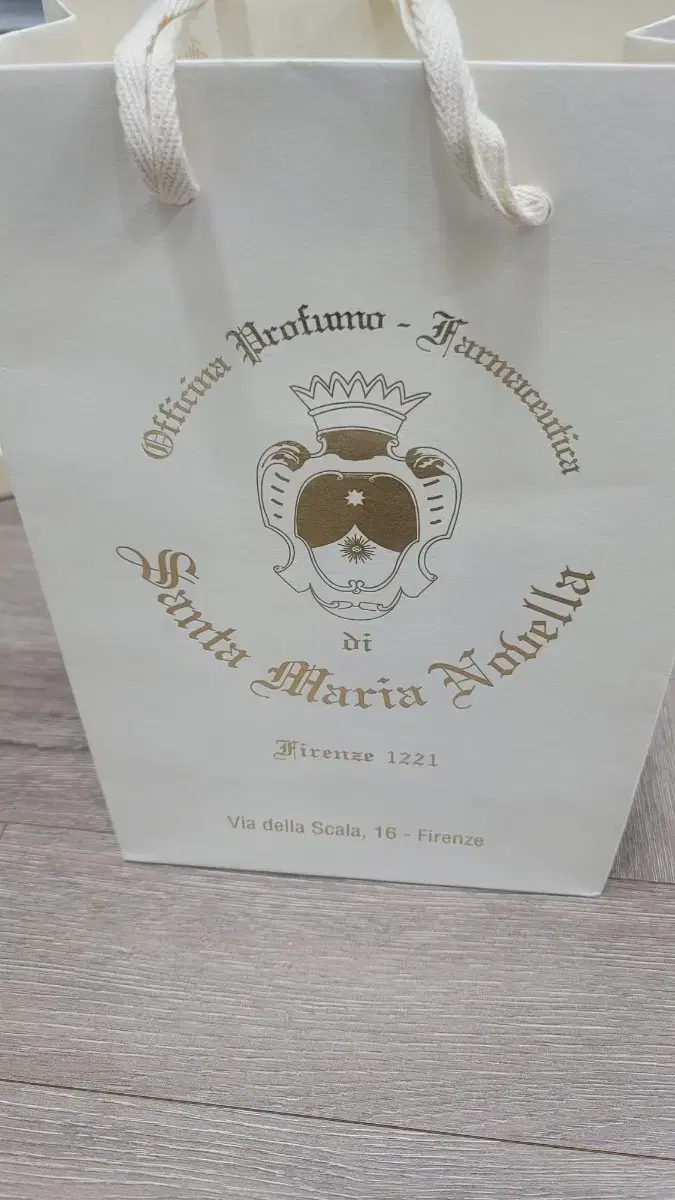 Officina Profumo - Farmaceutica
di
Santa Maria Novella
Firenze 1221
Via della Scala, 16 - Firenze